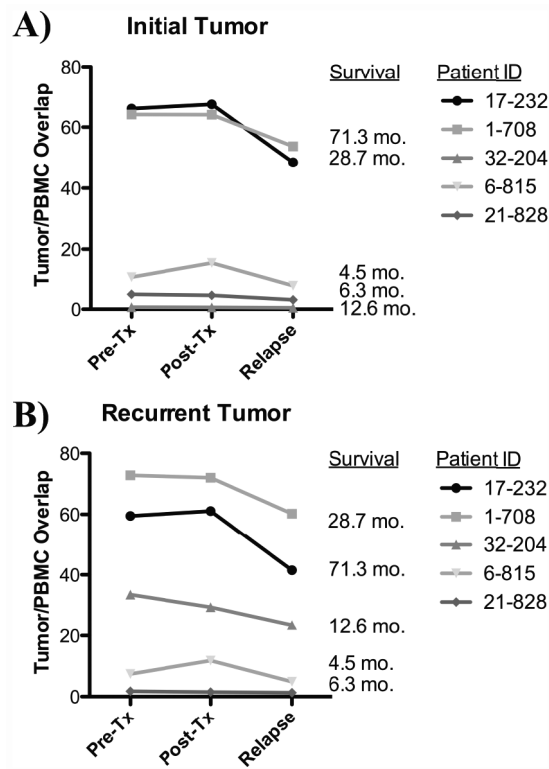 A)
Initial Tumor
Tumor/PBMC Overlap
80
60
40
20
0
Pre-Tx
Post-Tx
Relapse
Survival
71.3 mo.
28.7 mo.
4.5 mo.
6.3 mo.
12.6 mo.
Patient ID
17-232
1-708
32-204
6-815
21-828
B)
Recurrent Tumor
Tumor/PBMC Overlap
80
60
40
20
0
Pre-Tx
Post-Tx
Relapse
Survival
28.7 mo.
71.3 mo.
12.6 mo.
4.5 mo.
6.3 mo.
Patient ID
17-232
1-708
32-204
6-815
21-828